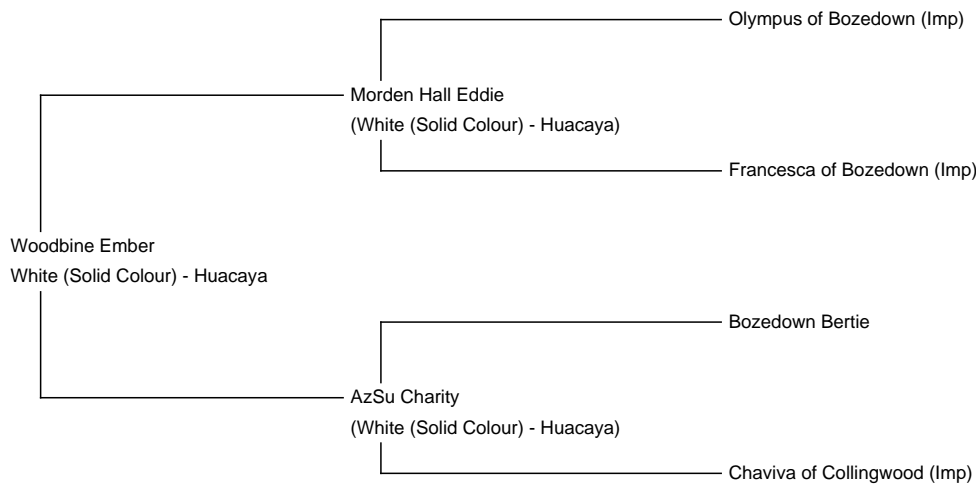 Olympus of Bozedown (Imp)
Morden Hall Eddie
(White (Solid Colour) - Huacaya)
Francesca of Bozedown (Imp)
Woodbine Ember
White (Solid Colour) - Huacaya
Bozedown Bertie
AzSu Charity
(White (Solid Colour) - Huacaya)
Chaviva of Collingwood (Imp)